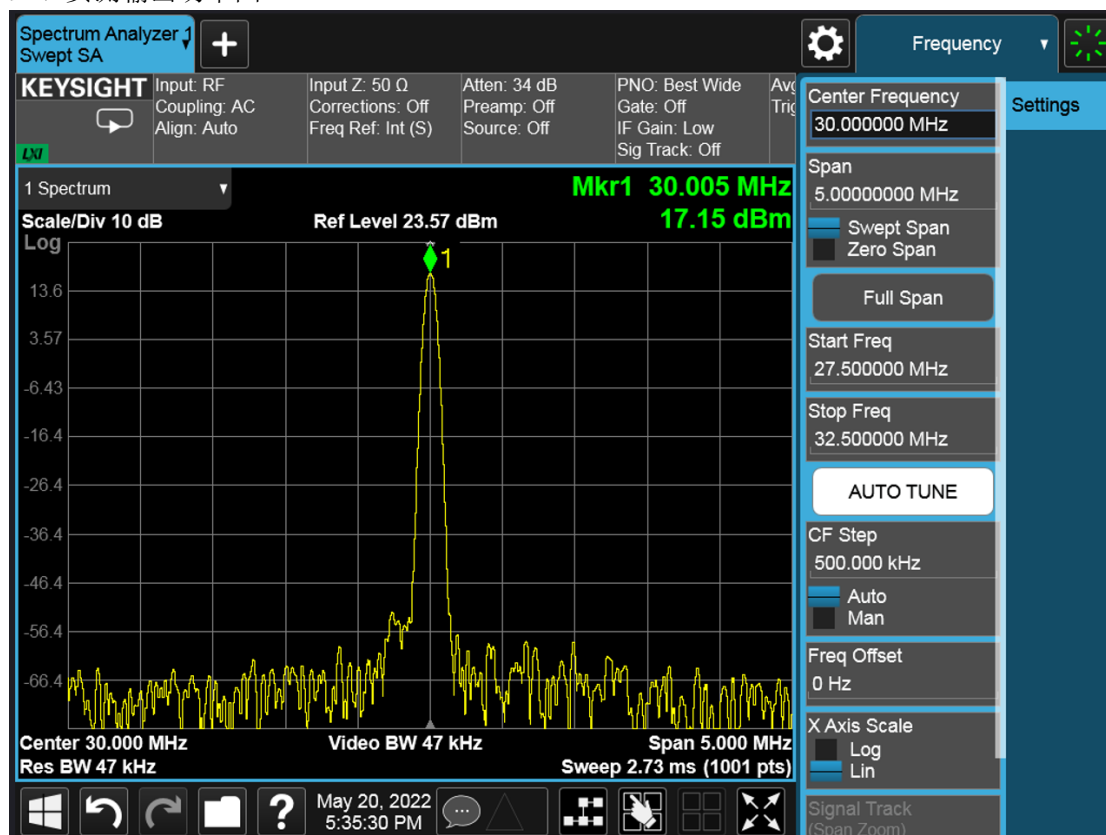 Spectrum Analyzer 1
Swept SA
+
Frequency
KEYSIGHT
Input: RF
Coupling: AC
Align: Auto
Input Z: 50 Ω
Corrections: Off
Freq Ref: Int (S)
Atten: 34 dB
Preamp: Off
Source: Off
PNO: Best Wide
Gate: Off
IF Gain: Low
Sig Track: Off
LXI
1 Spectrum
Mkr1 30.005 MHz
Scale/Div 10 dB
Ref Level 23.57 dBm
17.15 dBm
Log
1
13.6
3.57
-6.43
-16.4
-26.4
-36.4
-46.4
-56.4
-66.4
Center 30.000 MHz
Video BW 47 kHz
Span 5.000 MHz
Res BW 47 kHz
Sweep 2.73 ms (1001 pts)
May 20, 2022
5:35:30 PM
?
Center Frequency
30.000000 MHz
Settings
Span
5.00000000 MHz
Swept Span
Zero Span
Full Span
Start Freq
27.500000 MHz
Stop Freq
32.500000 MHz
AUTO TUNE
CF Step
500.000 kHz
Auto
Man
Freq Offset
0 Hz
X Axis Scale
Log
Lin
Signal Track
(Span Zoom)